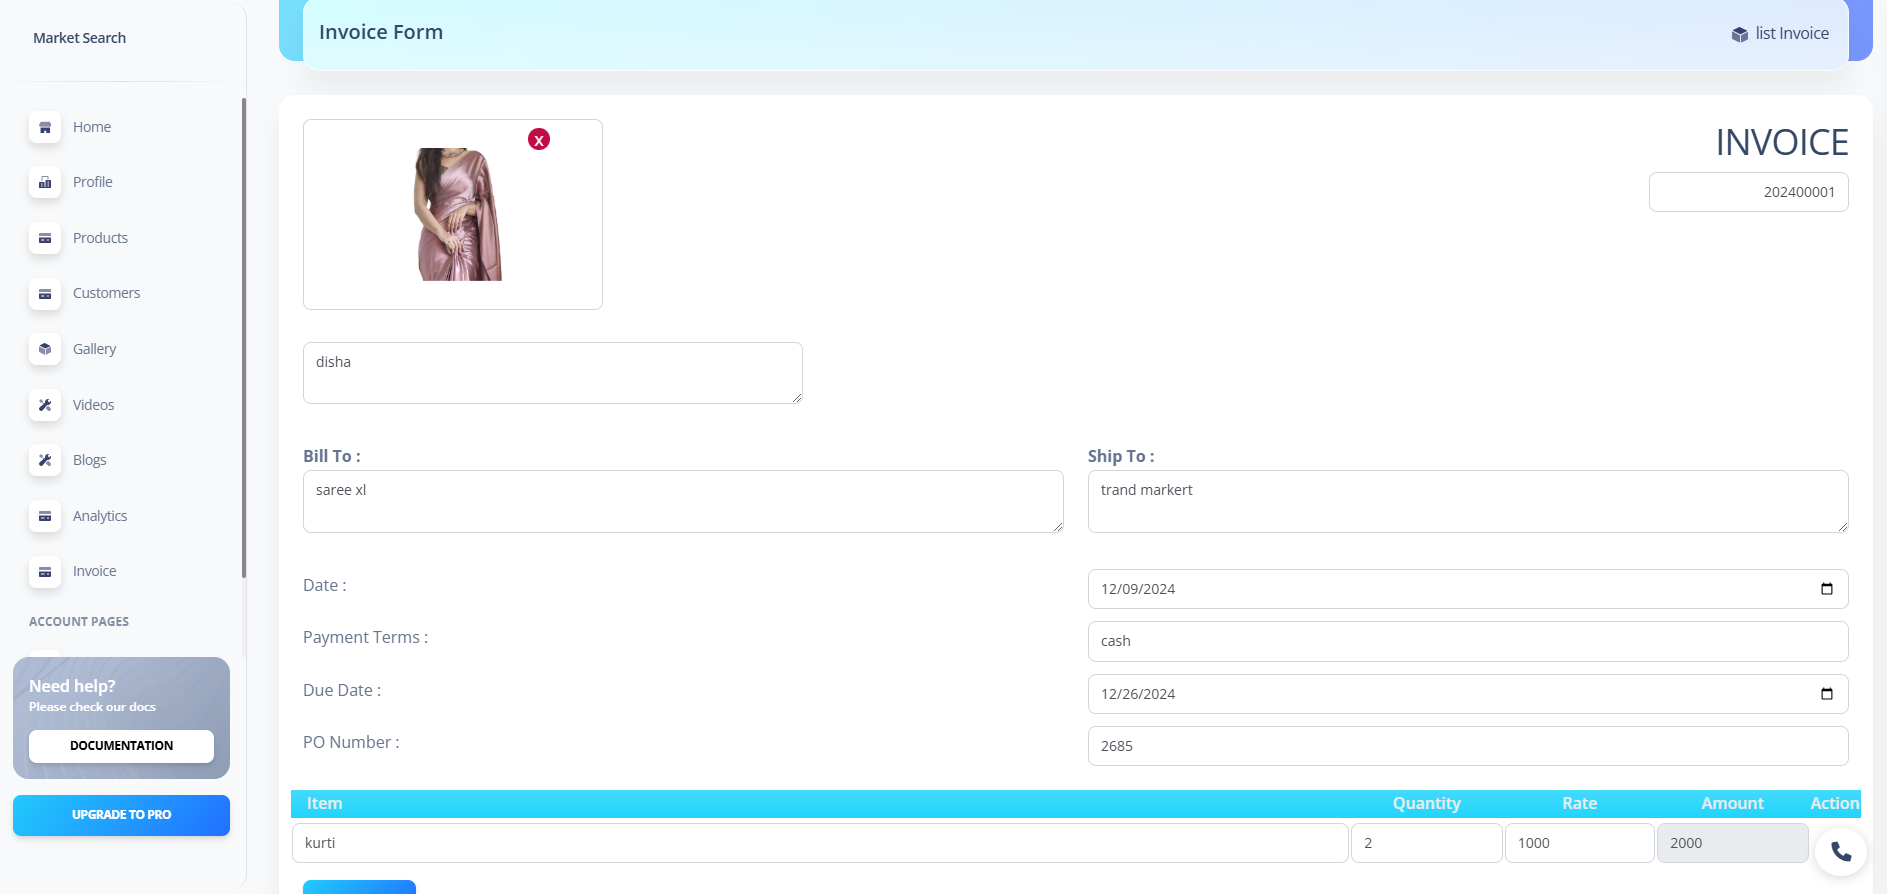 Market Search
Home
Profile
Products
Customers
Gallery
Videos
Blogs
Analytics
Invoice
ACCOUNT PAGES
Need help?
Please check our docs
DOCUMENTATION
UPGRADE TO PRO
Invoice Form
list Invoice
X
INVOICE
202400001
disha
Bill To :
saree xl
Ship To :
trand markert
Date :
12/09/2024
Payment Terms :
cash
Due Date :
12/26/2024
PO Number :
2685
Item Quantity Rate Amount Action
kurti 2 1000 2000